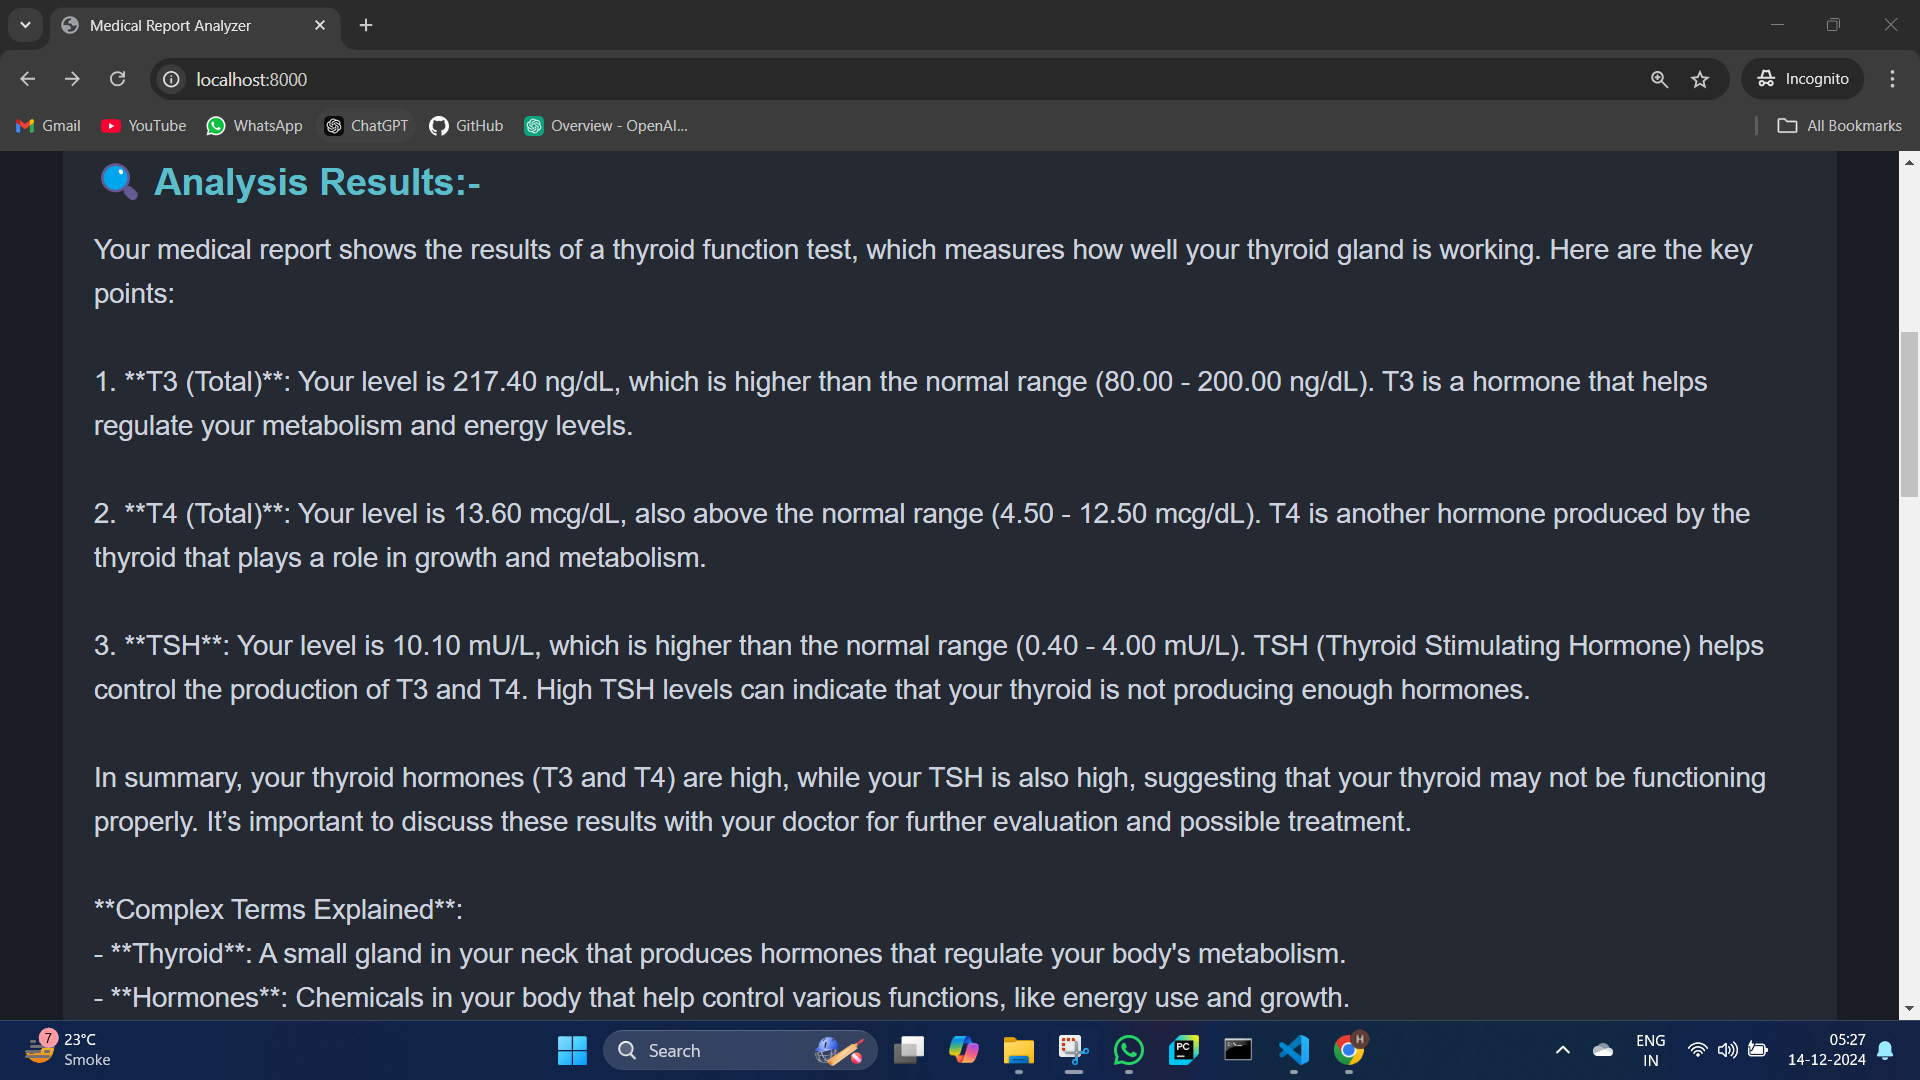 Medical Report Analyzer
localhost:8000
Incognito
Gmail
YouTube
WhatsApp
ChatGPT
GitHub
Overview - OpenAI...
All Bookmarks
Analysis Results:-
Your medical report shows the results of a thyroid function test, which measures how well your thyroid gland is working. Here are the key
points:
1. **T3 (Total)**: Your level is 217.40 ng/dL, which is higher than the normal range (80.00 - 200.00 ng/dL). T3 is a hormone that helps
regulate your metabolism and energy levels.
2. **T4 (Total)**: Your level is 13.60 mcg/dL, also above the normal range (4.50 - 12.50 mcg/dL). T4 is another hormone produced by the
thyroid that plays a role in growth and metabolism.
3. **TSH**: Your level is 10.10 mU/L, which is higher than the normal range (0.40 - 4.00 mU/L). TSH (Thyroid Stimulating Hormone) helps
control the production of T3 and T4. High TSH levels can indicate that your thyroid is not producing enough hormones.
In summary, your thyroid hormones (T3 and T4) are high, while your TSH is also high, suggesting that your thyroid may not be functioning
properly. It’s important to discuss these results with your doctor for further evaluation and possible treatment.
**Complex Terms Explained**:
- **Thyroid**: A small gland in your neck that produces hormones that regulate your body's metabolism.
- **Hormones**: Chemicals in your body that help control various functions, like energy use and growth.
7
23°C
Smoke
Search
PC
H
ENG
IN
05:27
14-12-2024